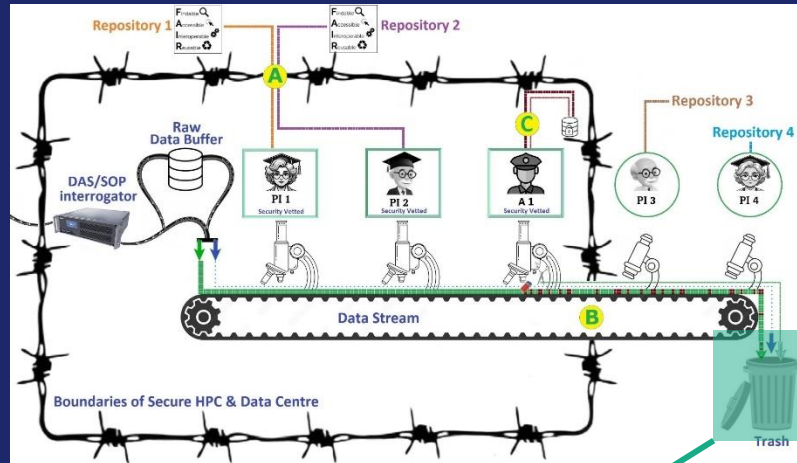 Repository 1
Findable
Accessible
Interoperable
Reusable
Findable
Accessible
Interoperable
Reusable
Repository 2
A
Raw
Data Buffer
C
Repository 3
Repository 4
DAS/SOP
interrogator
PI 1
Security Vetted
PI 2
Security Vetted
A 1
Security Vetted
PI 3
PI 4
Data Stream
B
Boundaries of Secure HPC & Data Centre
Trash